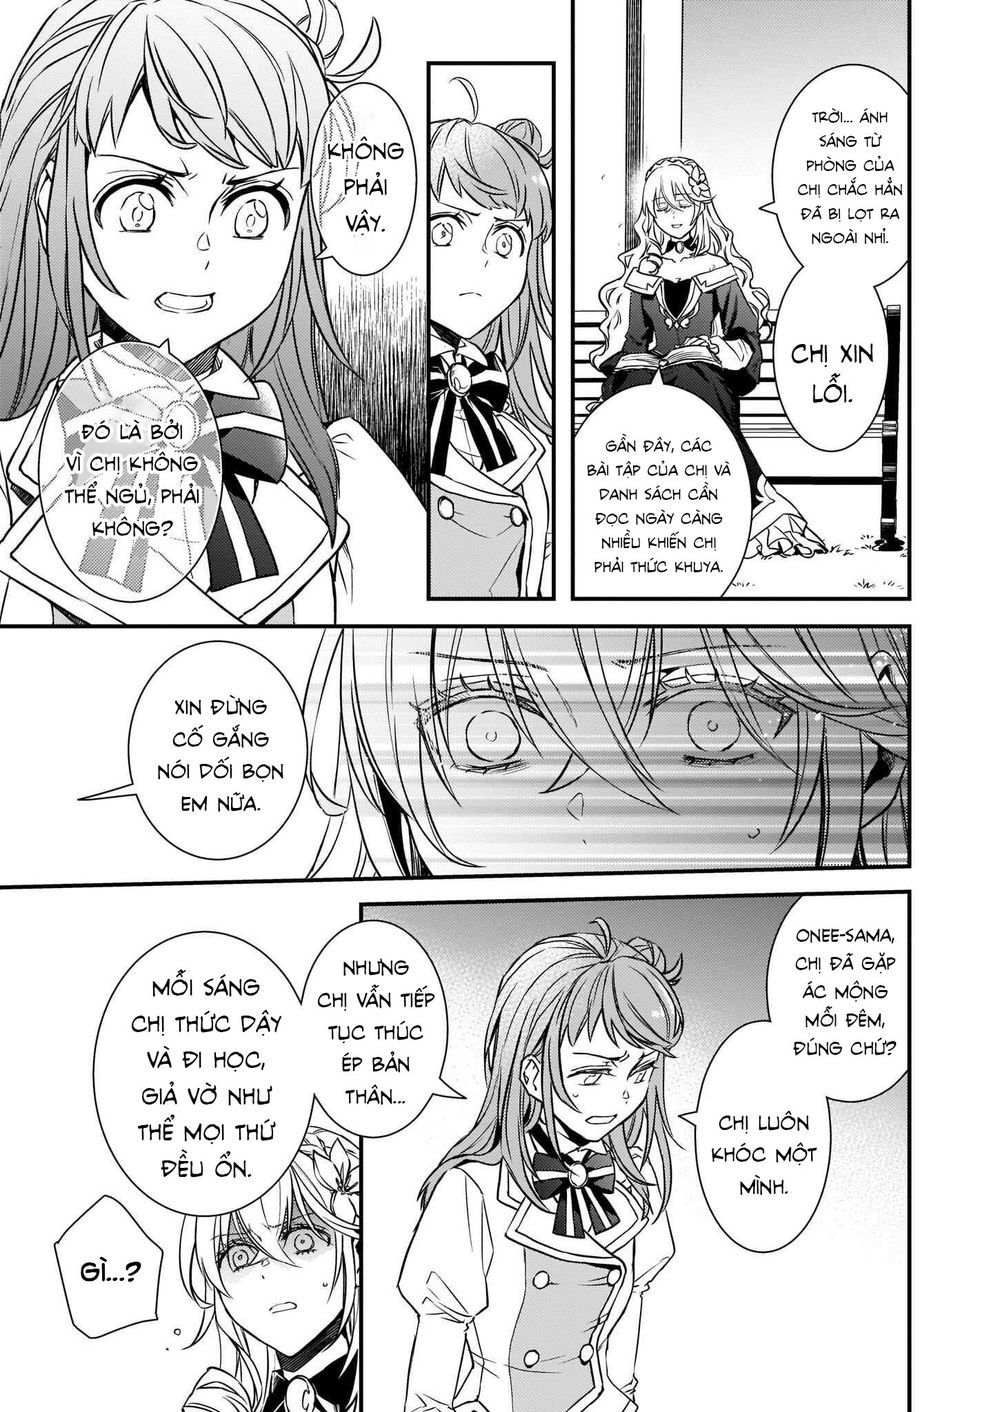 TRỜI... ÁNH
SÁNG TỪ
PHÒNG CỦA
CHỊ CHẮC HẲN
ĐÃ BỊ LỌT RA
NGOÀI NHỈ.
CHỊ XIN
LỖI.
GẦN ĐÂY, CÁC
BÀI TẬP CỦA CHỊ VÀ
DANH SÁCH CẦN
ĐỌC NGÀY CÀNG
NHIỀU KHIẾN CHỊ
PHẢI THỨC KHUYA.
KHÔNG
PHẢI
VẬY.
ĐÓ LÀ BỞI
VÌ CHỊ KHÔNG
THỂ NGỦ, PHẢI
KHÔNG?
XIN ĐỪNG
CỐ GẮNG
NÓI DỐI BỌN
EM NỮA.
ONEE-SAMA,
CHỊ ĐÃ GẶP
ÁC MỘNG
MỖI ĐÊM,
ĐÚNG CHỨ?
CHỊ LUÔN
KHÓC MỘT
MÌNH.
NHƯNG
CHỊ VẪN TIẾP
TỤC THÚC
ÉP BẢN
THÂN...
MỖI SÁNG
CHỊ THỨC DẬY
VÀ ĐI HỌC,
GIẢ VỜ NHƯ
THỂ MỌI THỨ
ĐỀU ỔN.
GÌ...?